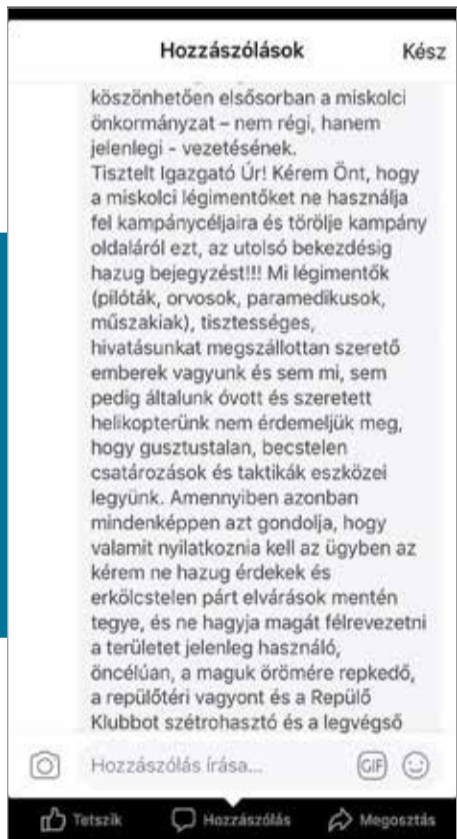 Hozzászólások
Kész
köszönhetően elsősorban a miskolci
önkormányzat – nem régi, hanem
jelenlegi - vezetésének.
Tisztelt Igazgató Úr! Kérem Önt, hogy
a miskolci légimentőket ne használja
fel kampánycéljaira és törölje kampány
oldaláról ezt, az utolsó bekezdésig
hazug bejegyzést!!! Mi légimentők
(pilóták, orvosok, paramedikusok,
műszakiak), tisztességes,
hivatásunkat megszállottan szerető
emberek vagyunk és sem mi, sem
pedig általunk óvott és szeretett
helikopterünk nem érdemeljük meg,
hogy gusztustalan, becstelen
csatározások és taktikák eszközei
legyünk. Amennyiben azonban
mindenképpen azt gondolja, hogy
valamit nyilatkoznia kell az ügyben az
kérem ne hazug érdekek és
erkölcstelen párt elvárások mentén
tegye, és ne hagyja magát félrevezetni
a területet jelenleg használó,
öncélúan, a maguk örömére repkedő,
a repülőtéri vagyont és a Repülő
Klubbot szétrohasztó és a legvégső
Hozzászólás írása...
GIF
Tetszik
Hozzászólás
Megosztás